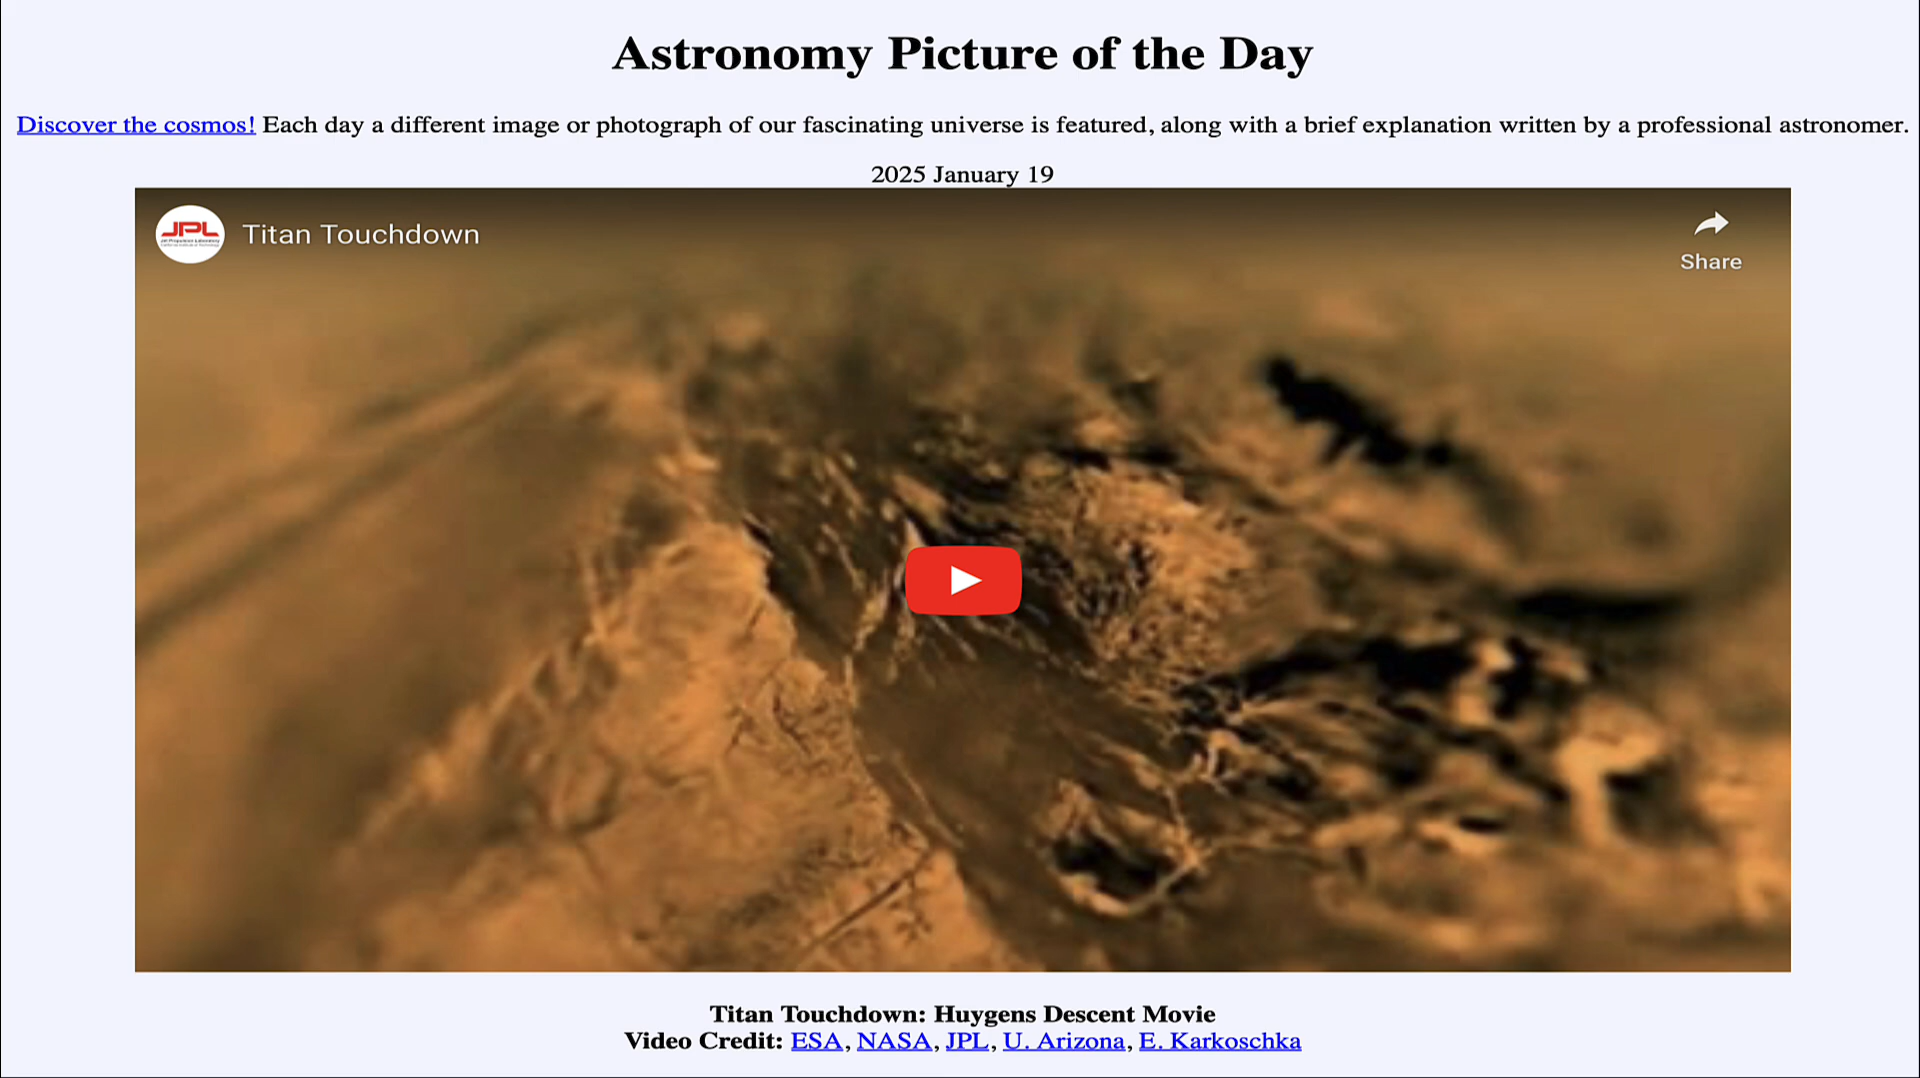 Astronomy Picture of the Day
Discover the cosmos! Each day a different image or photograph of our fascinating universe is featured, along with a brief explanation written by a professional astronomer.
2025 January 19
JPL
Titan Touchdown
Share
Titan Touchdown: Huygens Descent Movie
Video Credit: ESA, NASA, JPL, U. Arizona, E. Karkoschka